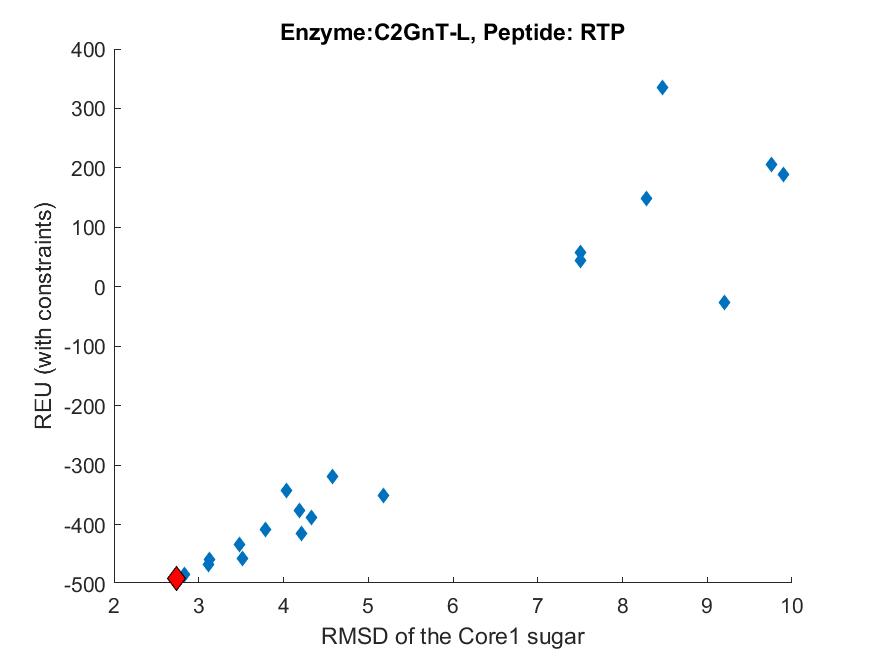 Enzyme:C2GnT-L, Peptide: RTP
400
300
200
100
0
-100
-200
-300
-400
-500
REU (with constraints)
2 3 4 5 6 7 8 9 10
RMSD of the Core1 sugar